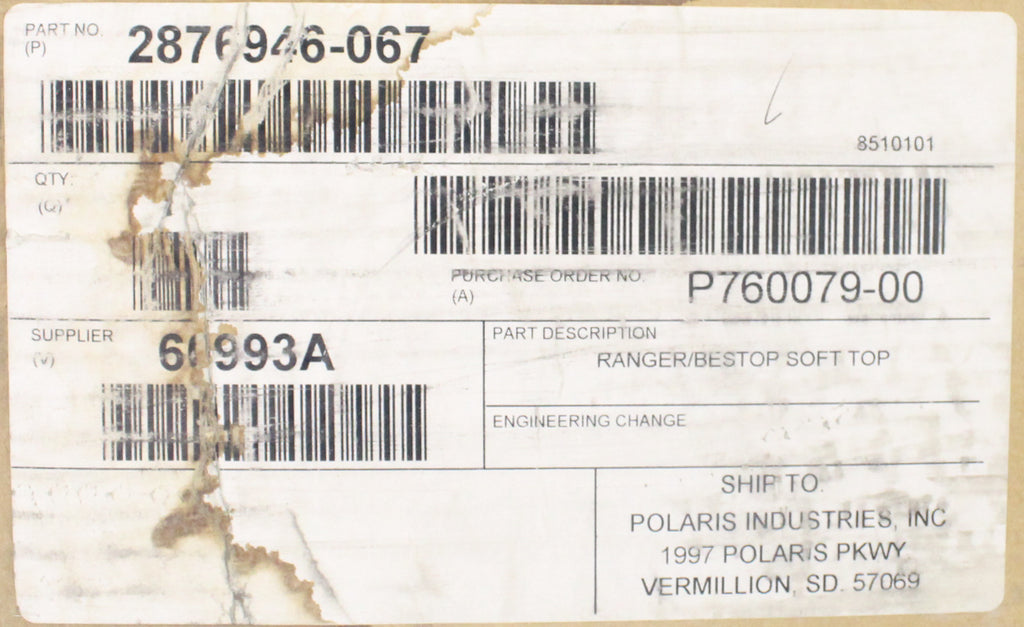 PART NO.
(P)
2876946-067
8510101
QTY.
(Q)
PURCHASE ORDER NO.
(A)
P760079-00
SUPPLIER
(V)
60993A
PART DESCRIPTION
RANGER/BESTOP SOFT TOP
ENGINEERING CHANGE
SHIP TO:
POLARIS INDUSTRIES, INC
1997 POLARIS PKWY
VERMILLION, SD. 57069